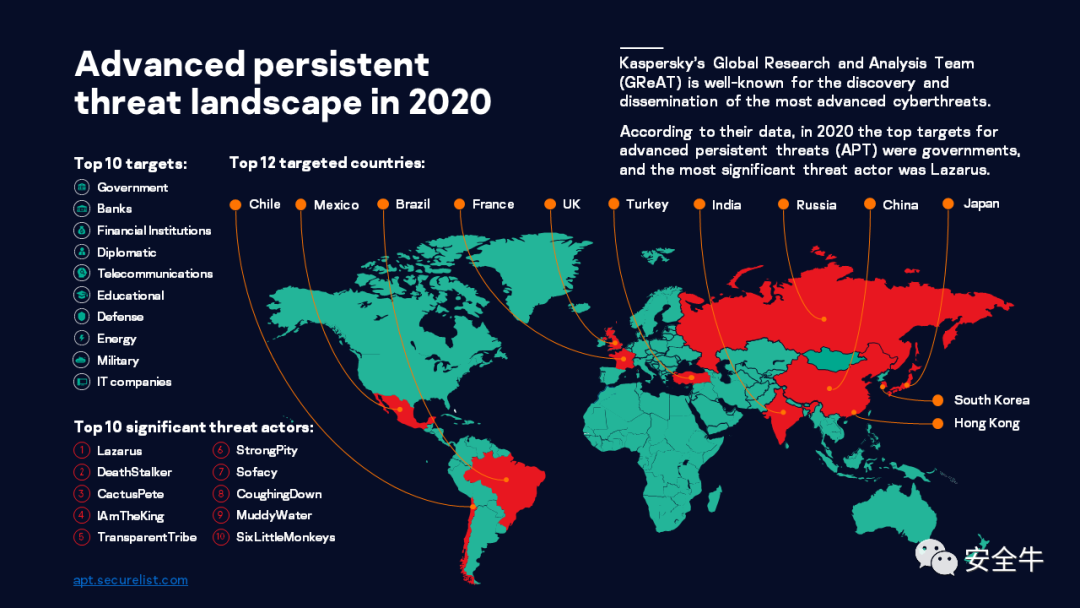 Advanced persistent
threat landscape in 2020
Kaspersky's Global Research and Analysis Team
(GReAT) is well-known for the discovery and
dissemination of the most advanced cyberthreats.
According to their data, in 2020 the top targets for
advanced persistent threats (APT) were governments,
and the most significant threat actor was Lazarus.
Top 10 targets:
Government
Banks
Financial Institutions
Diplomatic
Telecommunications
Educational
Defense
Energy
Military
IT companies
Top 12 targeted countries:
Chile
Mexico
Brazil
France
UK
Turkey
India
Russia
China
Japan
South Korea
Hong Kong
Top 10 significant threat actors:
1 Lazarus
2 DeathStalker
3 CactusPete
4 IAmTheKing
5 TransparentTribe
6 StrongPity
7 Sofacy
8 CoughingDown
9 MuddyWater
10 SixLittleMonkeys
apt.securelist.com
安全牛